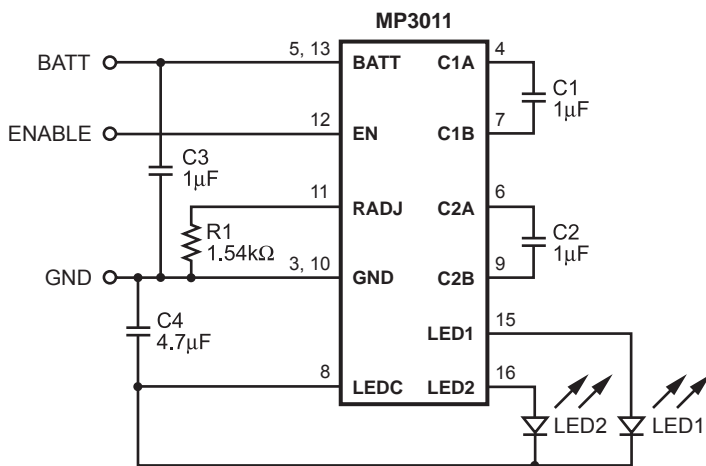 MP3011
BATT
5, 13
BATT
C1A
4
C1
1µF
ENABLE
12
EN
C1B
7
C3
1µF
11
RADJ
C2A
6
R1
1.54kΩ
C2
1µF
GND
3, 10
GND
C2B
9
C4
4.7µF
LED1
15
8
LEDC
LED2
16
LED2
LED1